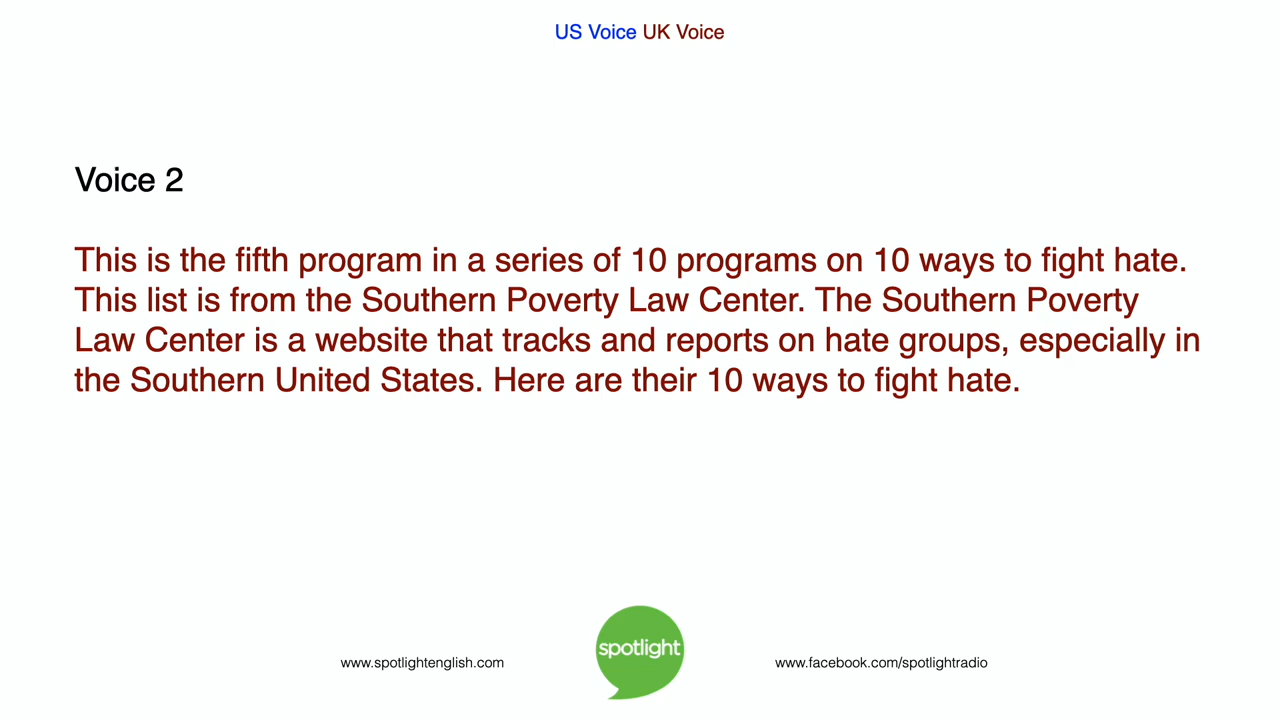 US Voice UK Voice
Voice 2
This is the fifth program in a series of 10 programs on 10 ways to fight hate.
This list is from the Southern Poverty Law Center. The Southern Poverty
Law Center is a website that tracks and reports on hate groups, especially in
the Southern United States. Here are their 10 ways to fight hate.
www.spotlightenglish.com
spotlight
www.facebook.com/spotlightradio